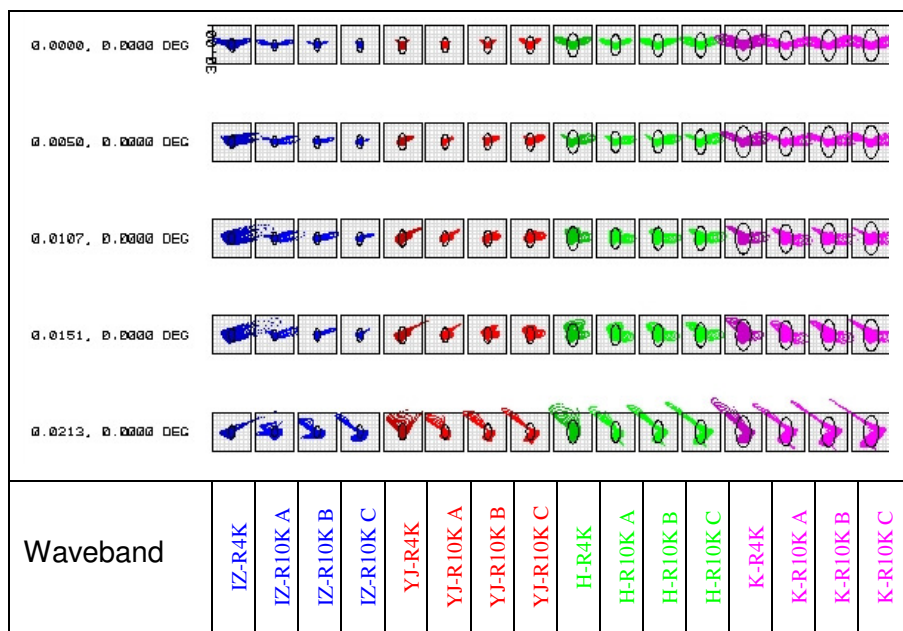 0.0000, 0.0000 DEG
30.00
0.0050, 0.0000 DEG
0.0107, 0.0000 DEG
0.0151, 0.0000 DEG
0.0213, 0.0000 DEG
Waveband
IZ-R4K
IZ-R10K A
IZ-R10K B
IZ-R10K C
YJ-R4K
YJ-R10K A
YJ-R10K B
YJ-R10K C
H-R4K
H-R10K A
H-R10K B
H-R10K C
K-R4K
K-R10K A
K-R10K B
K-R10K C